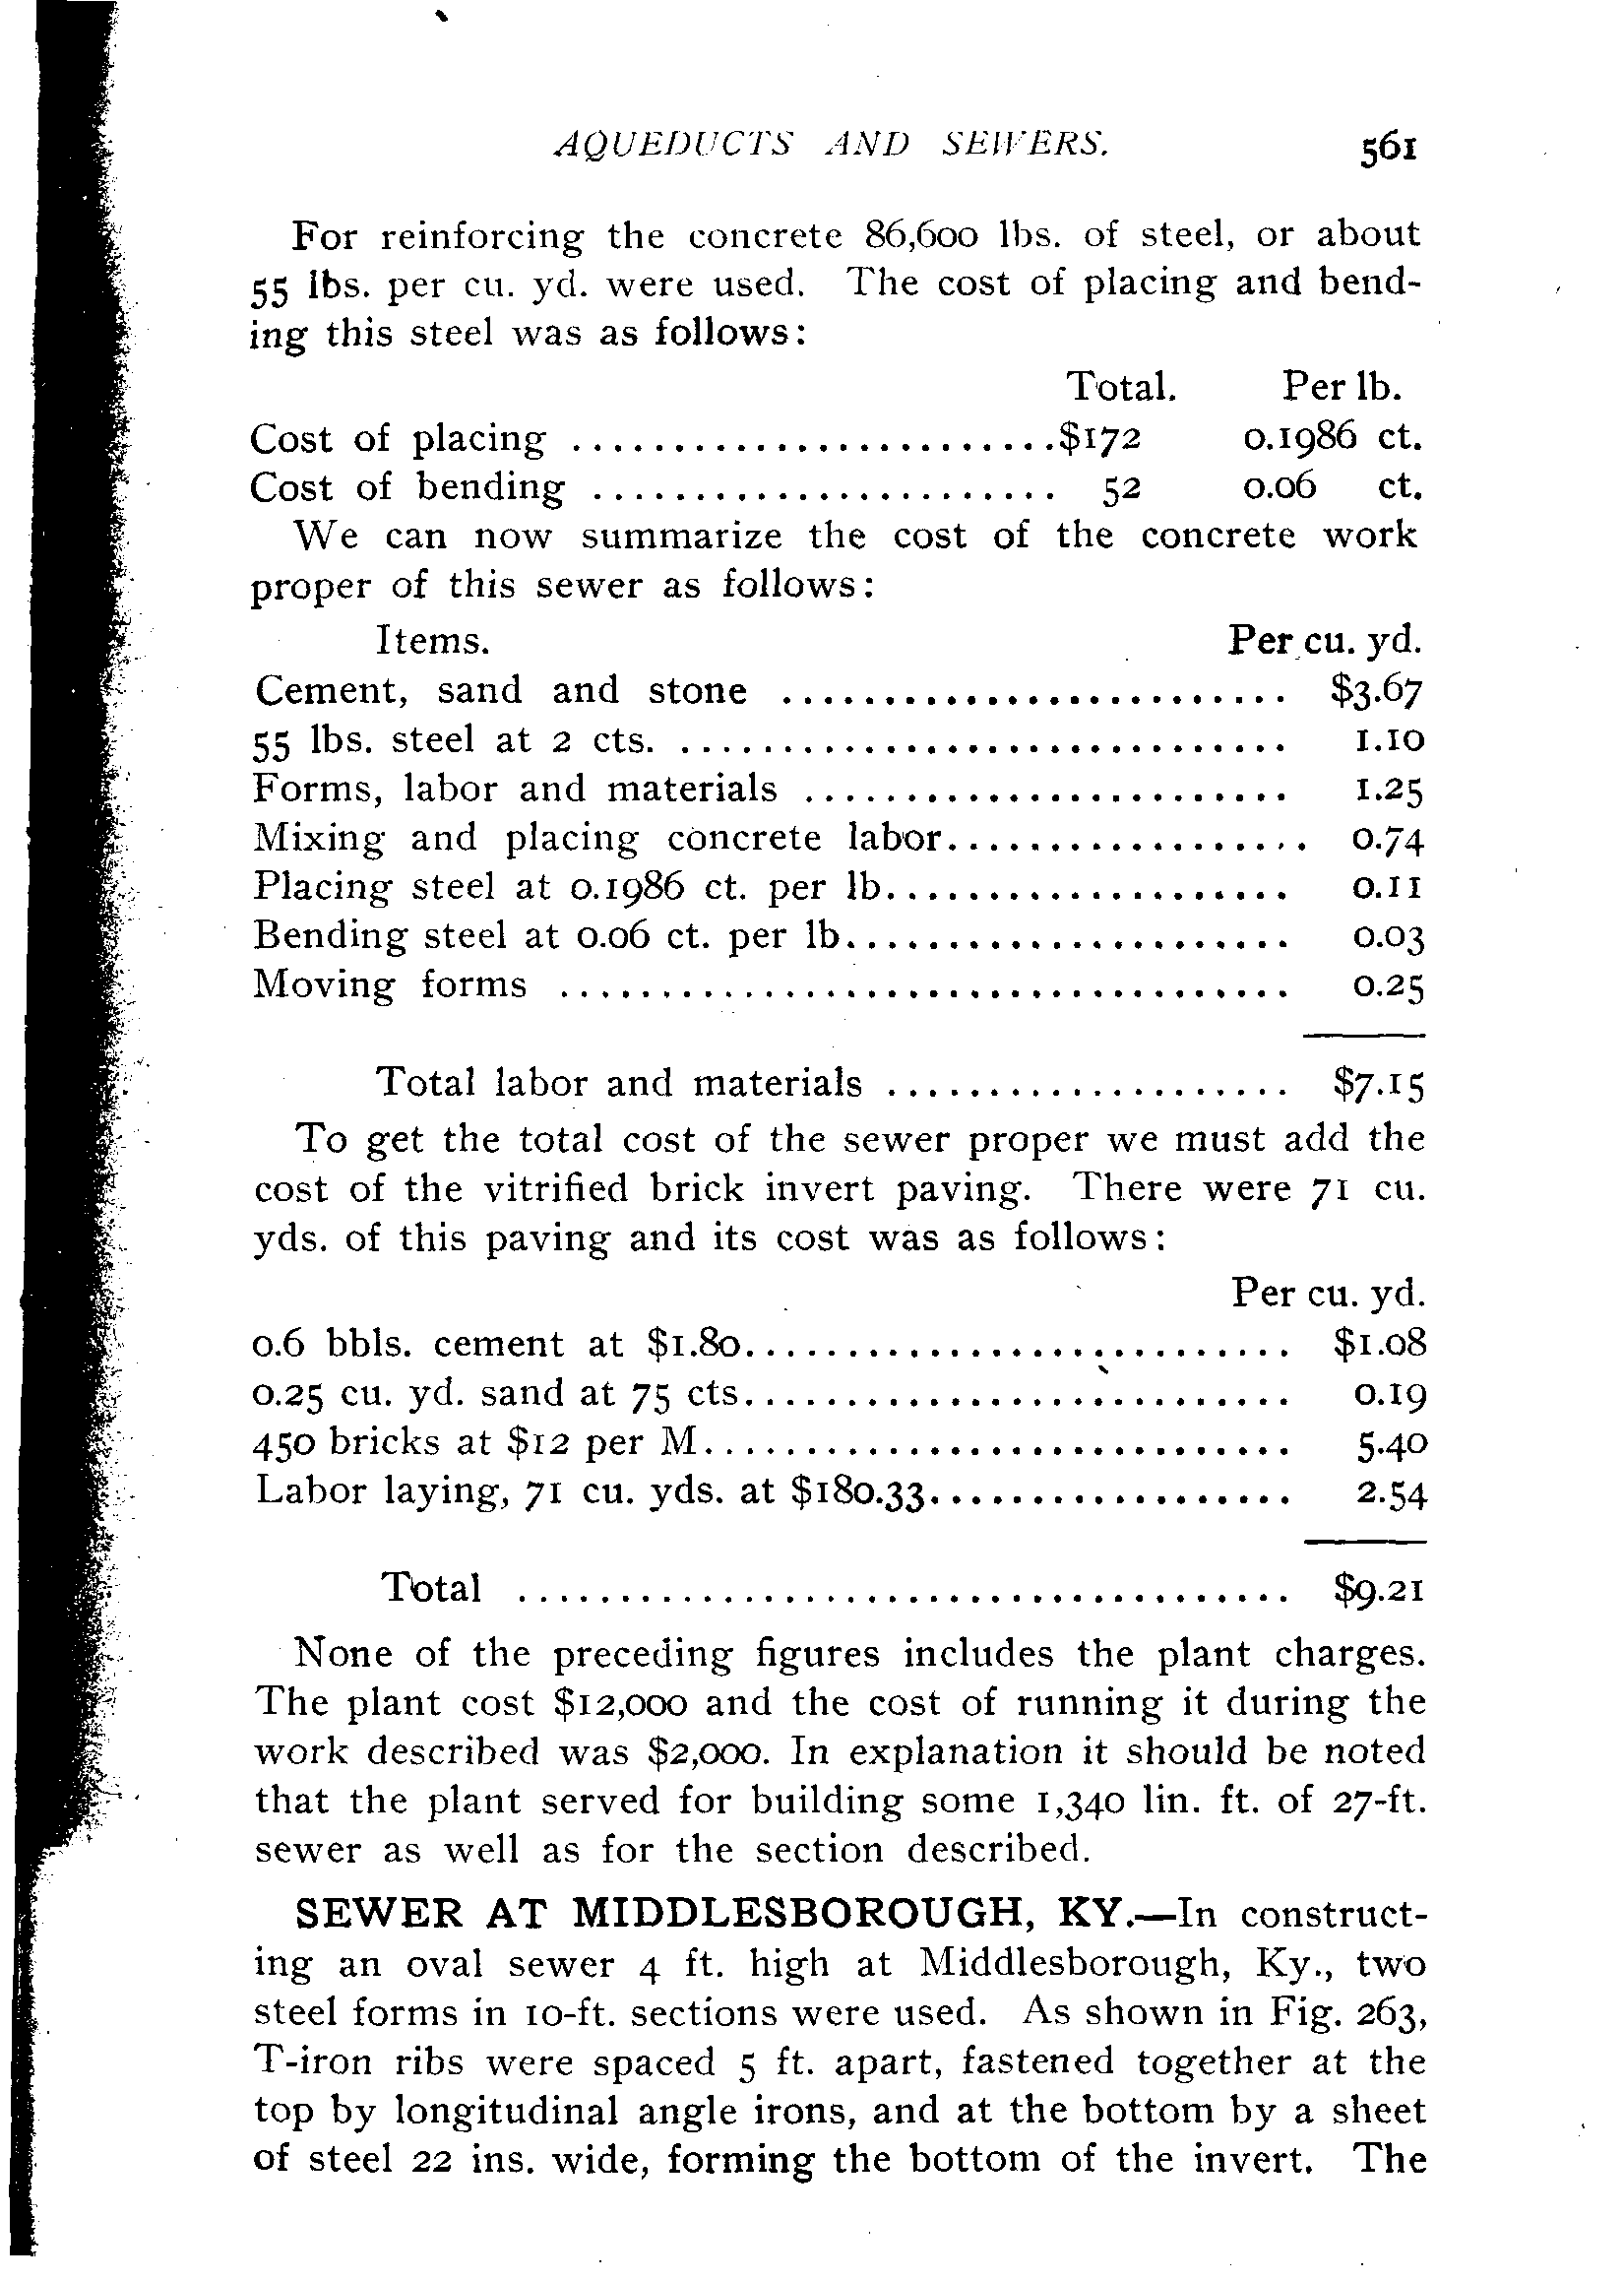 AQUEDUCTS AND SEWERS. 561
For reinforcing the concrete 86,600 lbs. of steel, or about
55 lbs. per cu. yd. were used. The cost of placing and bend-
ing this steel was as follows:
Total. Per lb.
Cost of placing ........................$172 0.1986 ct.
Cost of bending ....................... 52 0.06 ct.
We can now summarize the cost of the concrete work
proper of this sewer as follows:
Items. Per cu. yd.
Cement, sand and stone ......................... $3.67
55 lbs. steel at 2 cts. .............................. 1.10
Forms, labor and materials ........................ 1.25
Mixing and placing concrete labor.................. 0.74
Placing steel at 0.1986 ct. per lb.................... 0.11
Bending steel at 0.06 ct. per lb...................... 0.03
Moving forms .................................... 0.25
Total labor and materials .................... $7.15
To get the total cost of the sewer proper we must add the
cost of the vitrified brick invert paving. There were 71 cu.
yds. of this paving and its cost was as follows:
Per cu. yd.
0.6 bbls. cement at $1.80........................... $1.08
0.25 cu. yd. sand at 75 cts........................... 0.19
450 bricks at $12 per M............................. 5.40
Labor laying, 71 cu. yds. at $180.33.................. 2.54
Total ...................................... $9.21
None of the preceding figures includes the plant charges.
The plant cost $12,000 and the cost of running it during the
work described was $2,000. In explanation it should be noted
that the plant served for building some 1,340 lin. ft. of 27-ft.
sewer as well as for the section described.
SEWER AT MIDDLESBOROUGH, KY.—In construct-
ing an oval sewer 4 ft. high at Middlesborough, Ky., two
steel forms in 10-ft. sections were used. As shown in Fig. 263,
T-iron ribs were spaced 5 ft. apart, fastened together at the
top by longitudinal angle irons, and at the bottom by a sheet
of steel 22 ins. wide, forming the bottom of the invert. The